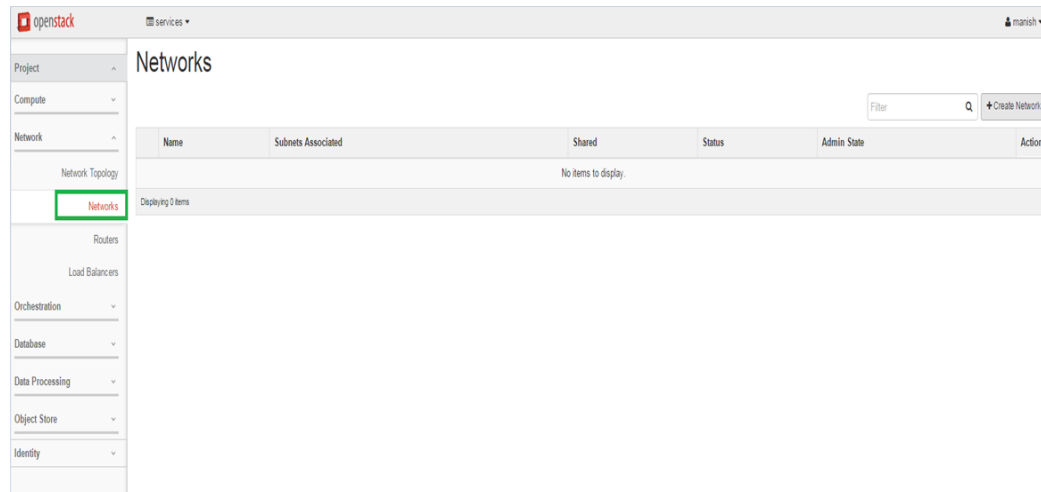 openstack services manish
Project
Networks
Compute
Filter + Create Network
Network
Name Subnets Associated Shared Status Admin State Action
Network Topology
No items to display.
Networks
Displaying 0 items
Routers
Load Balancers
Orchestration
Database
Data Processing
Object Store
Identity